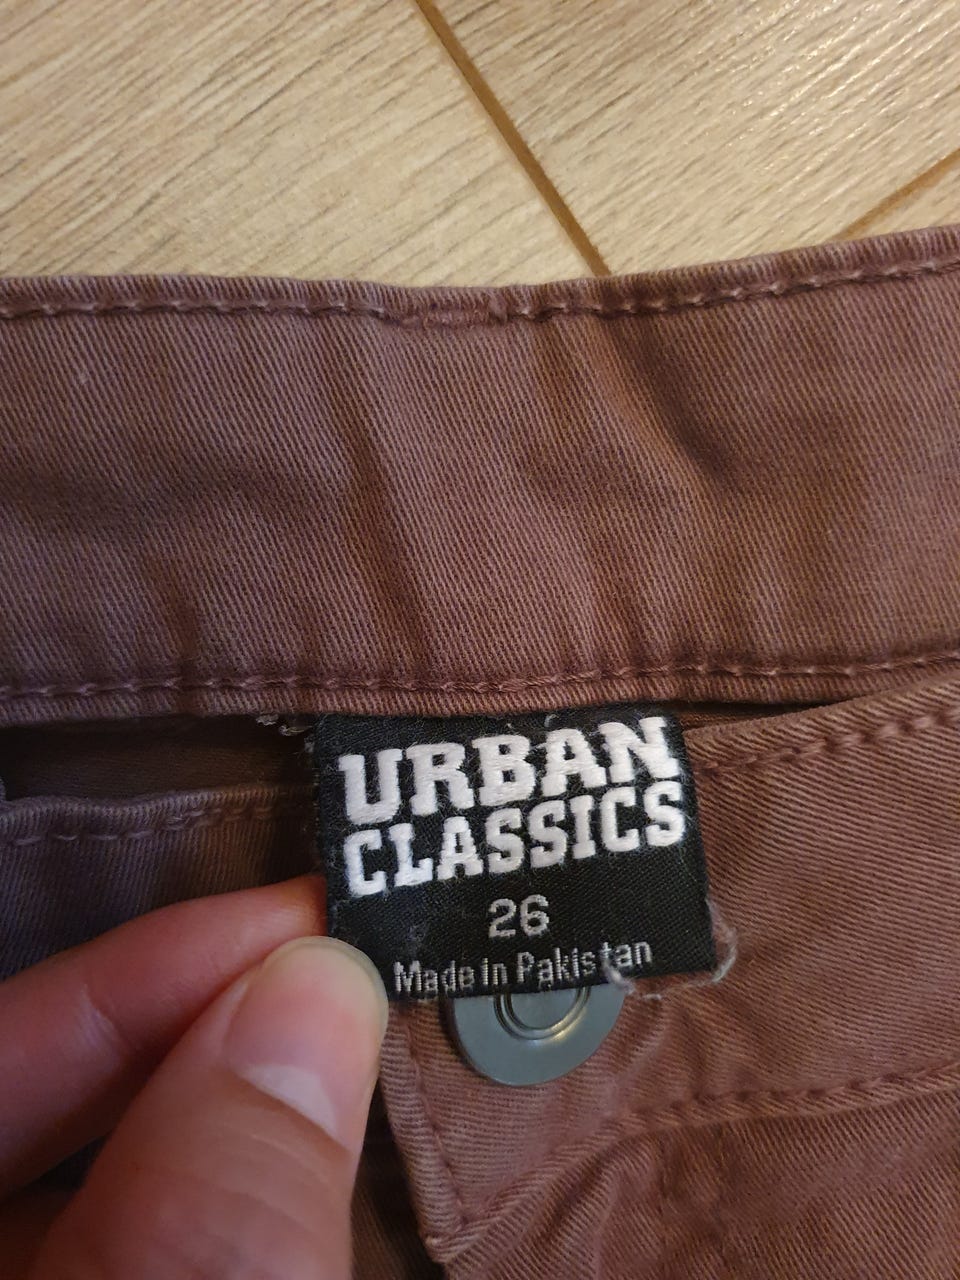 URBAN
CLASSICS
26
Made in Pakistan